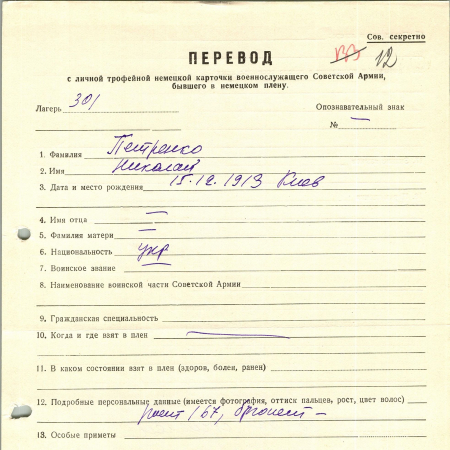 Сов. секретно
12
ПЕРЕВОД
с личной трофейной немецкой карточки военнослужащего Советской Армии,
бывшего в немецком плену.
Лагерь 301
Опознавательный знак
№ —
1. Фамилия Петренко
2. Имя Николай
3. Дата и место рождения 15.12.1913 Киев
4. Имя отца —
5. Фамилия матери —
6. Национальность укр
7. Воинское звание
8. Наименование воинской части Советской Армии
9. Гражданская специальность
10. Когда и где взят в плен —
11. В каком состоянии взят в плен (здоров, болен, ранен)
12. Подробные персональные данные (имеется фотография, оттиск пальцев, рост, цвет волос)
рост 167, брюнет —
13. Особые приметы